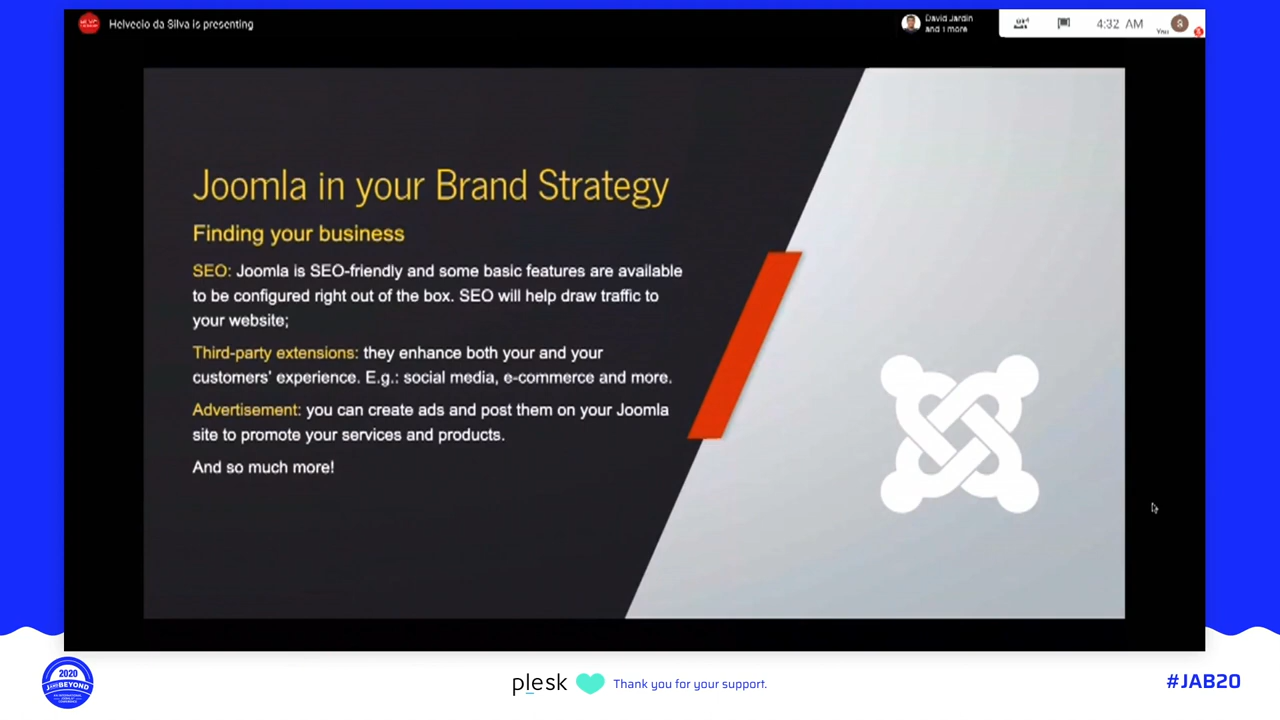 Helvecio da Silva is presenting
David Jardin
and 1 more
4:32 AM
You
S
Joomla in your Brand Strategy
Finding your business
SEO: Joomla is SEO-friendly and some basic features are available
to be configured right out of the box. SEO will help draw traffic to
your website;
Third-party extensions: they enhance both your and your
customers' experience. E.g.: social media, e-commerce and more.
Advertisement: you can create ads and post them on your Joomla
site to promote your services and products.
And so much more!
2020
JANDBEYOND
plesk
Thank you for your support.
#JAB20